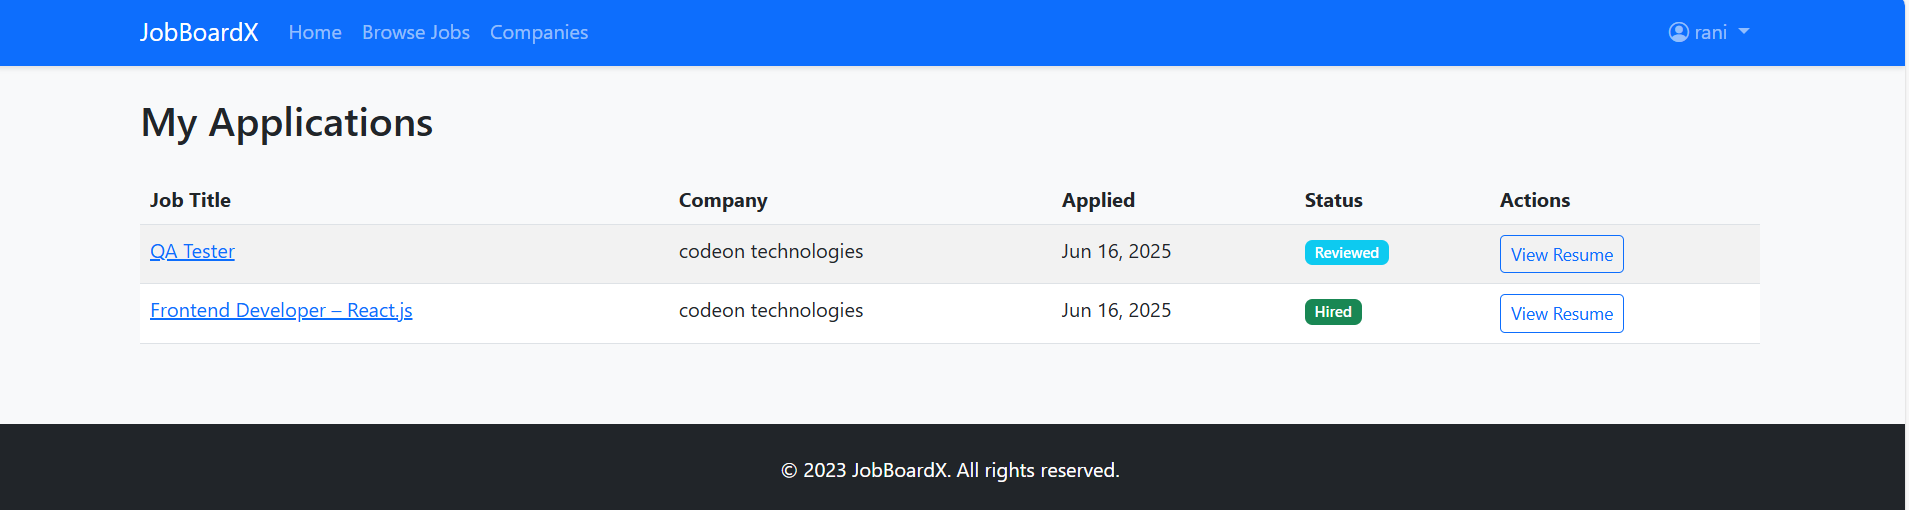 JobBoardX Home Browse Jobs Companies rani
My Applications
Job Title Company Applied Status Actions
QA Tester codeon technologies Jun 16, 2025 Reviewed View Resume
Frontend Developer – React.js codeon technologies Jun 16, 2025 Hired View Resume
© 2023 JobBoardX. All rights reserved.